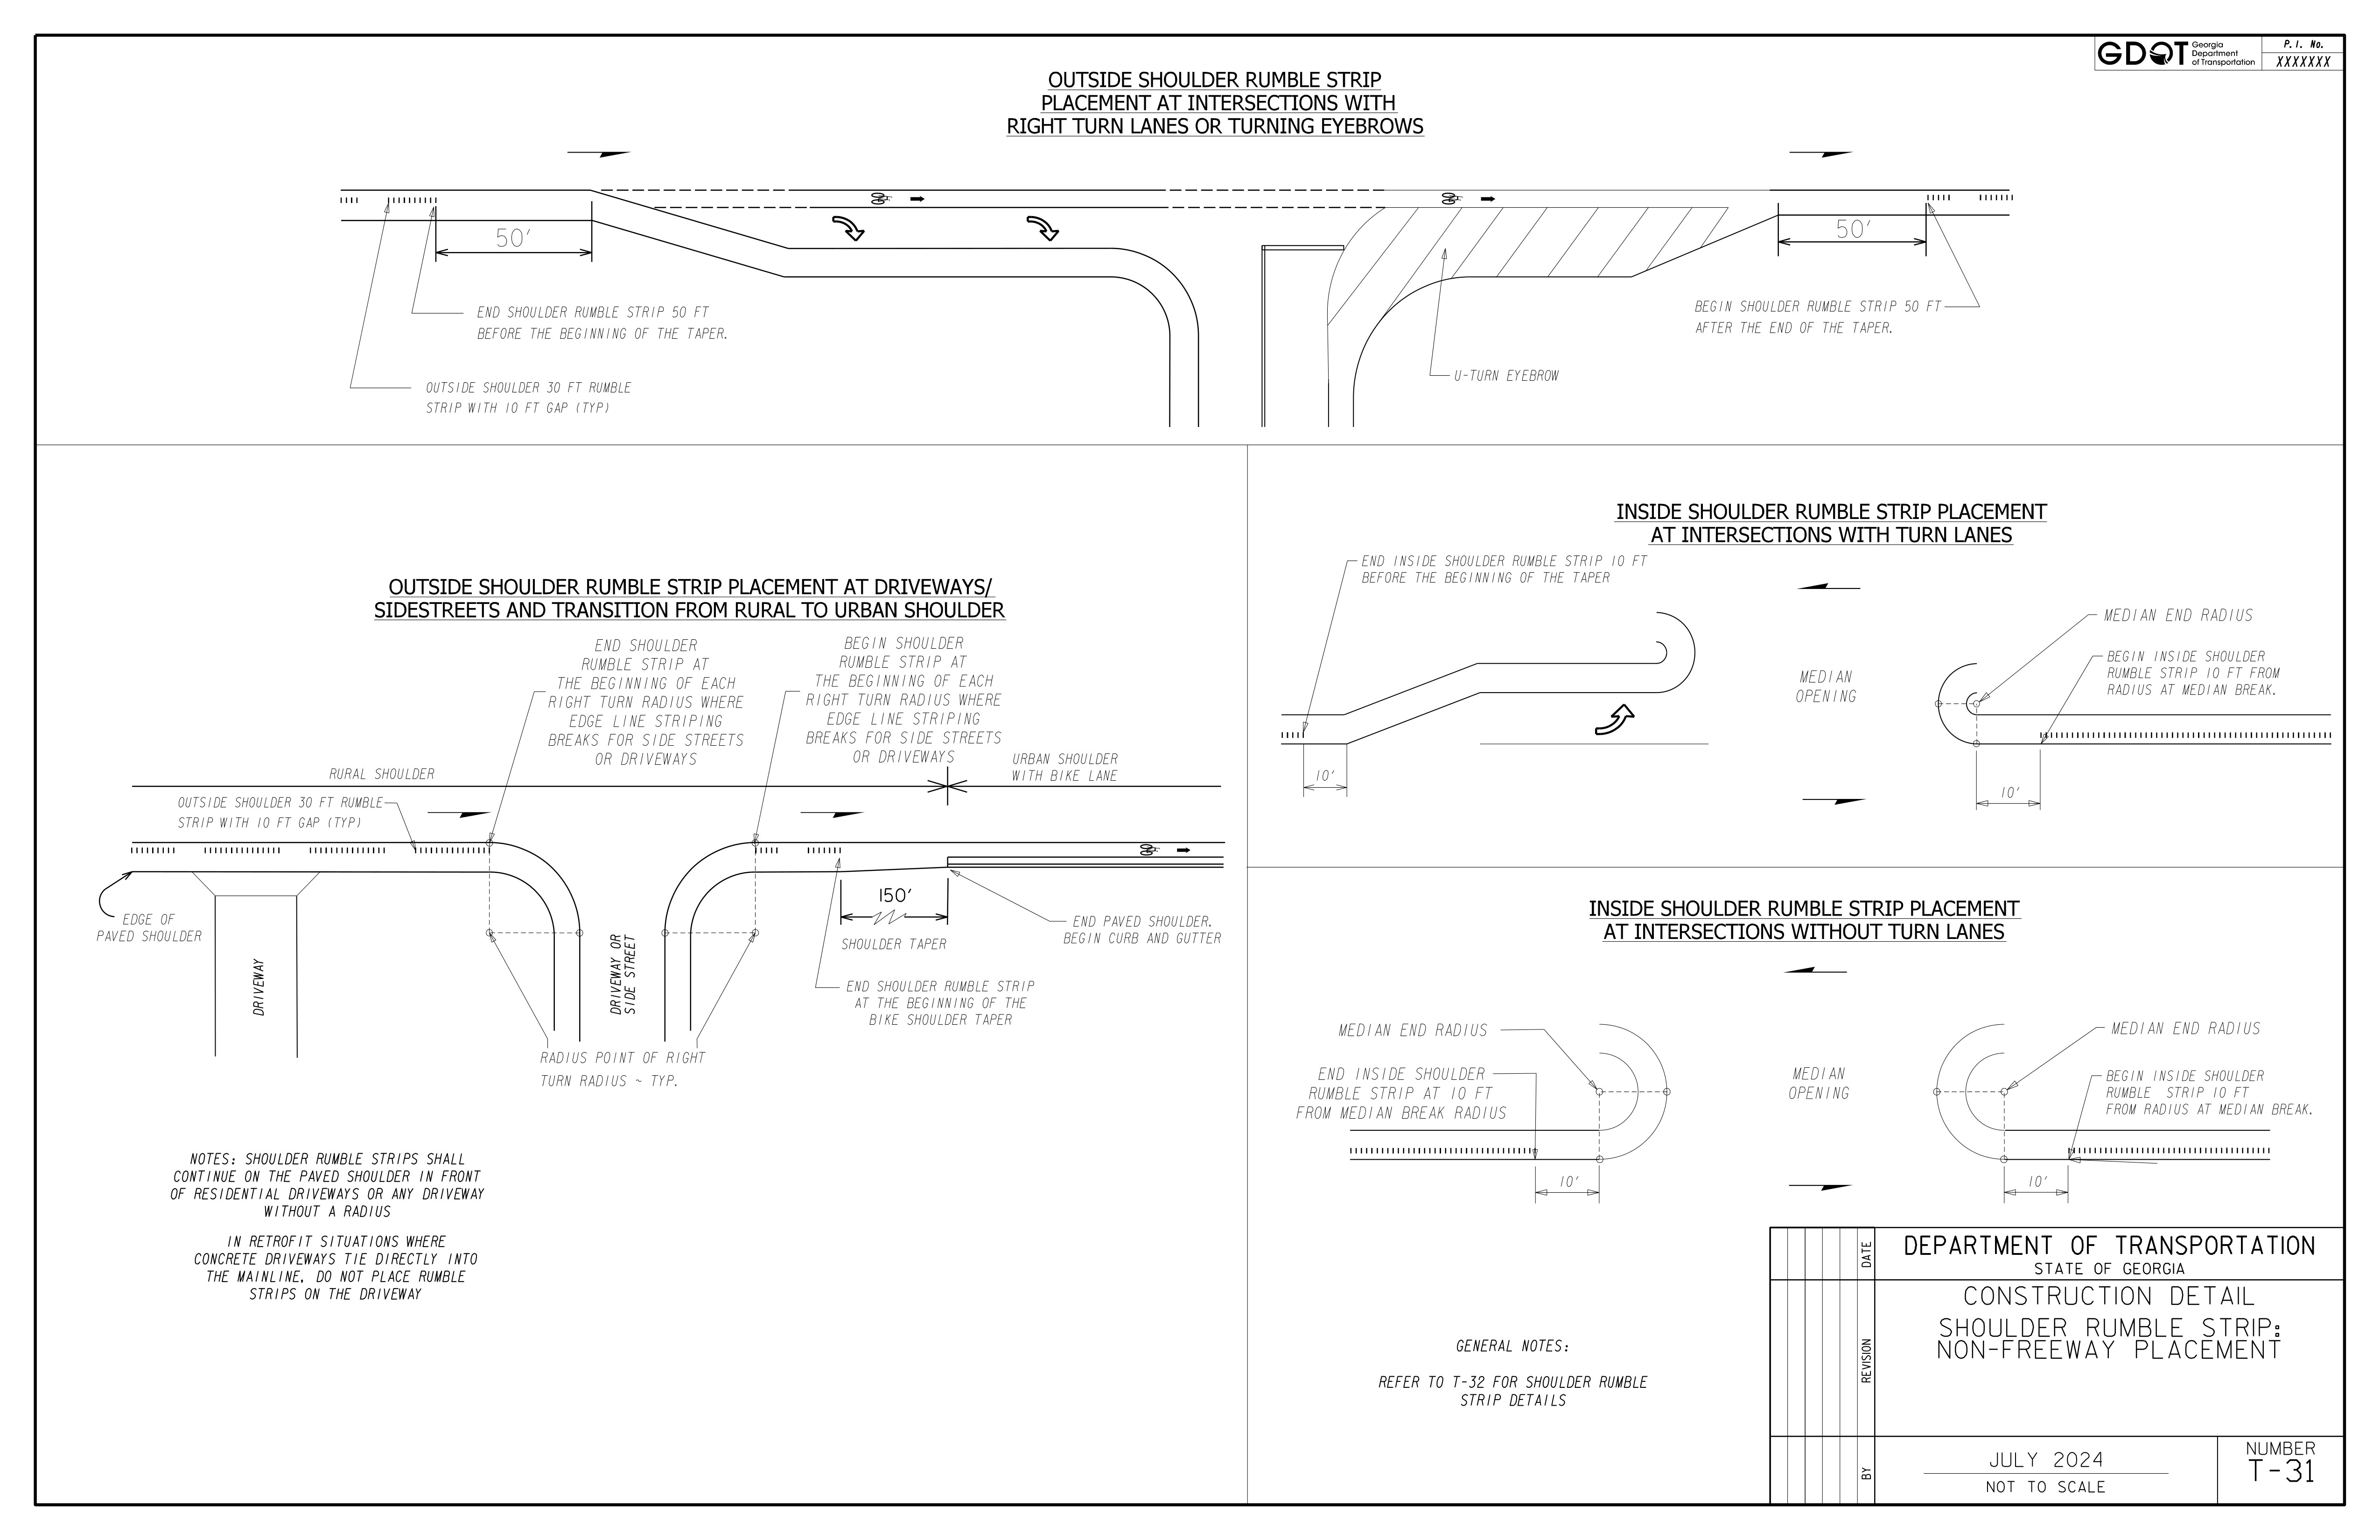 GDOT Georgia
Department
of Transportation
P.I. No.
XXXXXXX
OUTSIDE SHOULDER RUMBLE STRIP
PLACEMENT AT INTERSECTIONS WITH
RIGHT TURN LANES OR TURNING EYEBROWS
50'
50'
END SHOULDER RUMBLE STRIP 50 FT
BEFORE THE BEGINNING OF THE TAPER.
BEGIN SHOULDER RUMBLE STRIP 50 FT
AFTER THE END OF THE TAPER.
U-TURN EYEBROW
OUTSIDE SHOULDER 30 FT RUMBLE
STRIP WITH 10 FT GAP (TYP)
OUTSIDE SHOULDER RUMBLE STRIP PLACEMENT AT DRIVEWAYS/
SIDESTREETS AND TRANSITION FROM RURAL TO URBAN SHOULDER
END SHOULDER
RUMBLE STRIP AT
THE BEGINNING OF EACH
RIGHT TURN RADIUS WHERE
EDGE LINE STRIPING
BREAKS FOR SIDE STREETS
OR DRIVEWAYS
BEGIN SHOULDER
RUMBLE STRIP AT
THE BEGINNING OF EACH
RIGHT TURN RADIUS WHERE
EDGE LINE STRIPING
BREAKS FOR SIDE STREETS
OR DRIVEWAYS
RURAL SHOULDER
URBAN SHOULDER
WITH BIKE LANE
OUTSIDE SHOULDER 30 FT RUMBLE
STRIP WITH 10 FT GAP (TYP)
EDGE OF
PAVED SHOULDER
DRIVEWAY
DRIVEWAY OR
SIDE STREET
150'
SHOULDER TAPER
END PAVED SHOULDER.
BEGIN CURB AND GUTTER
END SHOULDER RUMBLE STRIP
AT THE BEGINNING OF THE
BIKE SHOULDER TAPER
RADIUS POINT OF RIGHT
TURN RADIUS ~ TYP.
NOTES: SHOULDER RUMBLE STRIPS SHALL
CONTINUE ON THE PAVED SHOULDER IN FRONT
OF RESIDENTIAL DRIVEWAYS OR ANY DRIVEWAY
WITHOUT A RADIUS
IN RETROFIT SITUATIONS WHERE
CONCRETE DRIVEWAYS TIE DIRECTLY INTO
THE MAINLINE, DO NOT PLACE RUMBLE
STRIPS ON THE DRIVEWAY
INSIDE SHOULDER RUMBLE STRIP PLACEMENT
AT INTERSECTIONS WITH TURN LANES
END INSIDE SHOULDER RUMBLE STRIP 10 FT
BEFORE THE BEGINNING OF THE TAPER
MEDIAN END RADIUS
MEDIAN
OPENING
BEGIN INSIDE SHOULDER
RUMBLE STRIP 10 FT FROM
RADIUS AT MEDIAN BREAK.
10'
10'
INSIDE SHOULDER RUMBLE STRIP PLACEMENT
AT INTERSECTIONS WITHOUT TURN LANES
MEDIAN END RADIUS
END INSIDE SHOULDER
RUMBLE STRIP AT 10 FT
FROM MEDIAN BREAK RADIUS
MEDIAN
OPENING
MEDIAN END RADIUS
BEGIN INSIDE SHOULDER
RUMBLE STRIP 10 FT
FROM RADIUS AT MEDIAN BREAK.
10'
10'
GENERAL NOTES:
REFER TO T-32 FOR SHOULDER RUMBLE
STRIP DETAILS
DATE
REVISION
BY
DEPARTMENT OF TRANSPORTATION
STATE OF GEORGIA
CONSTRUCTION DETAIL
SHOULDER RUMBLE STRIP:
NON-FREEWAY PLACEMENT
JULY 2024
NOT TO SCALE
NUMBER
T-31